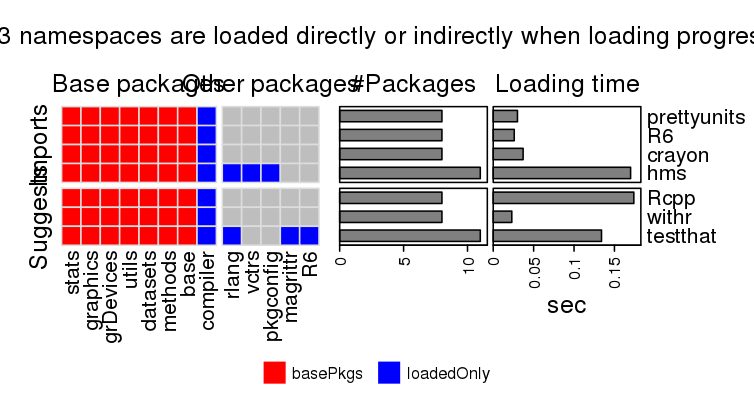 3 namespaces are loaded directly or indirectly when loading progres
Base packages
Other packages
#Packages
Loading time
Imports
Suggests
prettyunits
R6
crayon
hms
Rcpp
withr
testthat
stats
graphics
grDevices
utils
datasets
methods
base
compiler
rlang
vctrs
pkgconfig
magrittr
R6
0
5
10
0
0.05
0.1
0.15
sec
basePkgs
loadedOnly